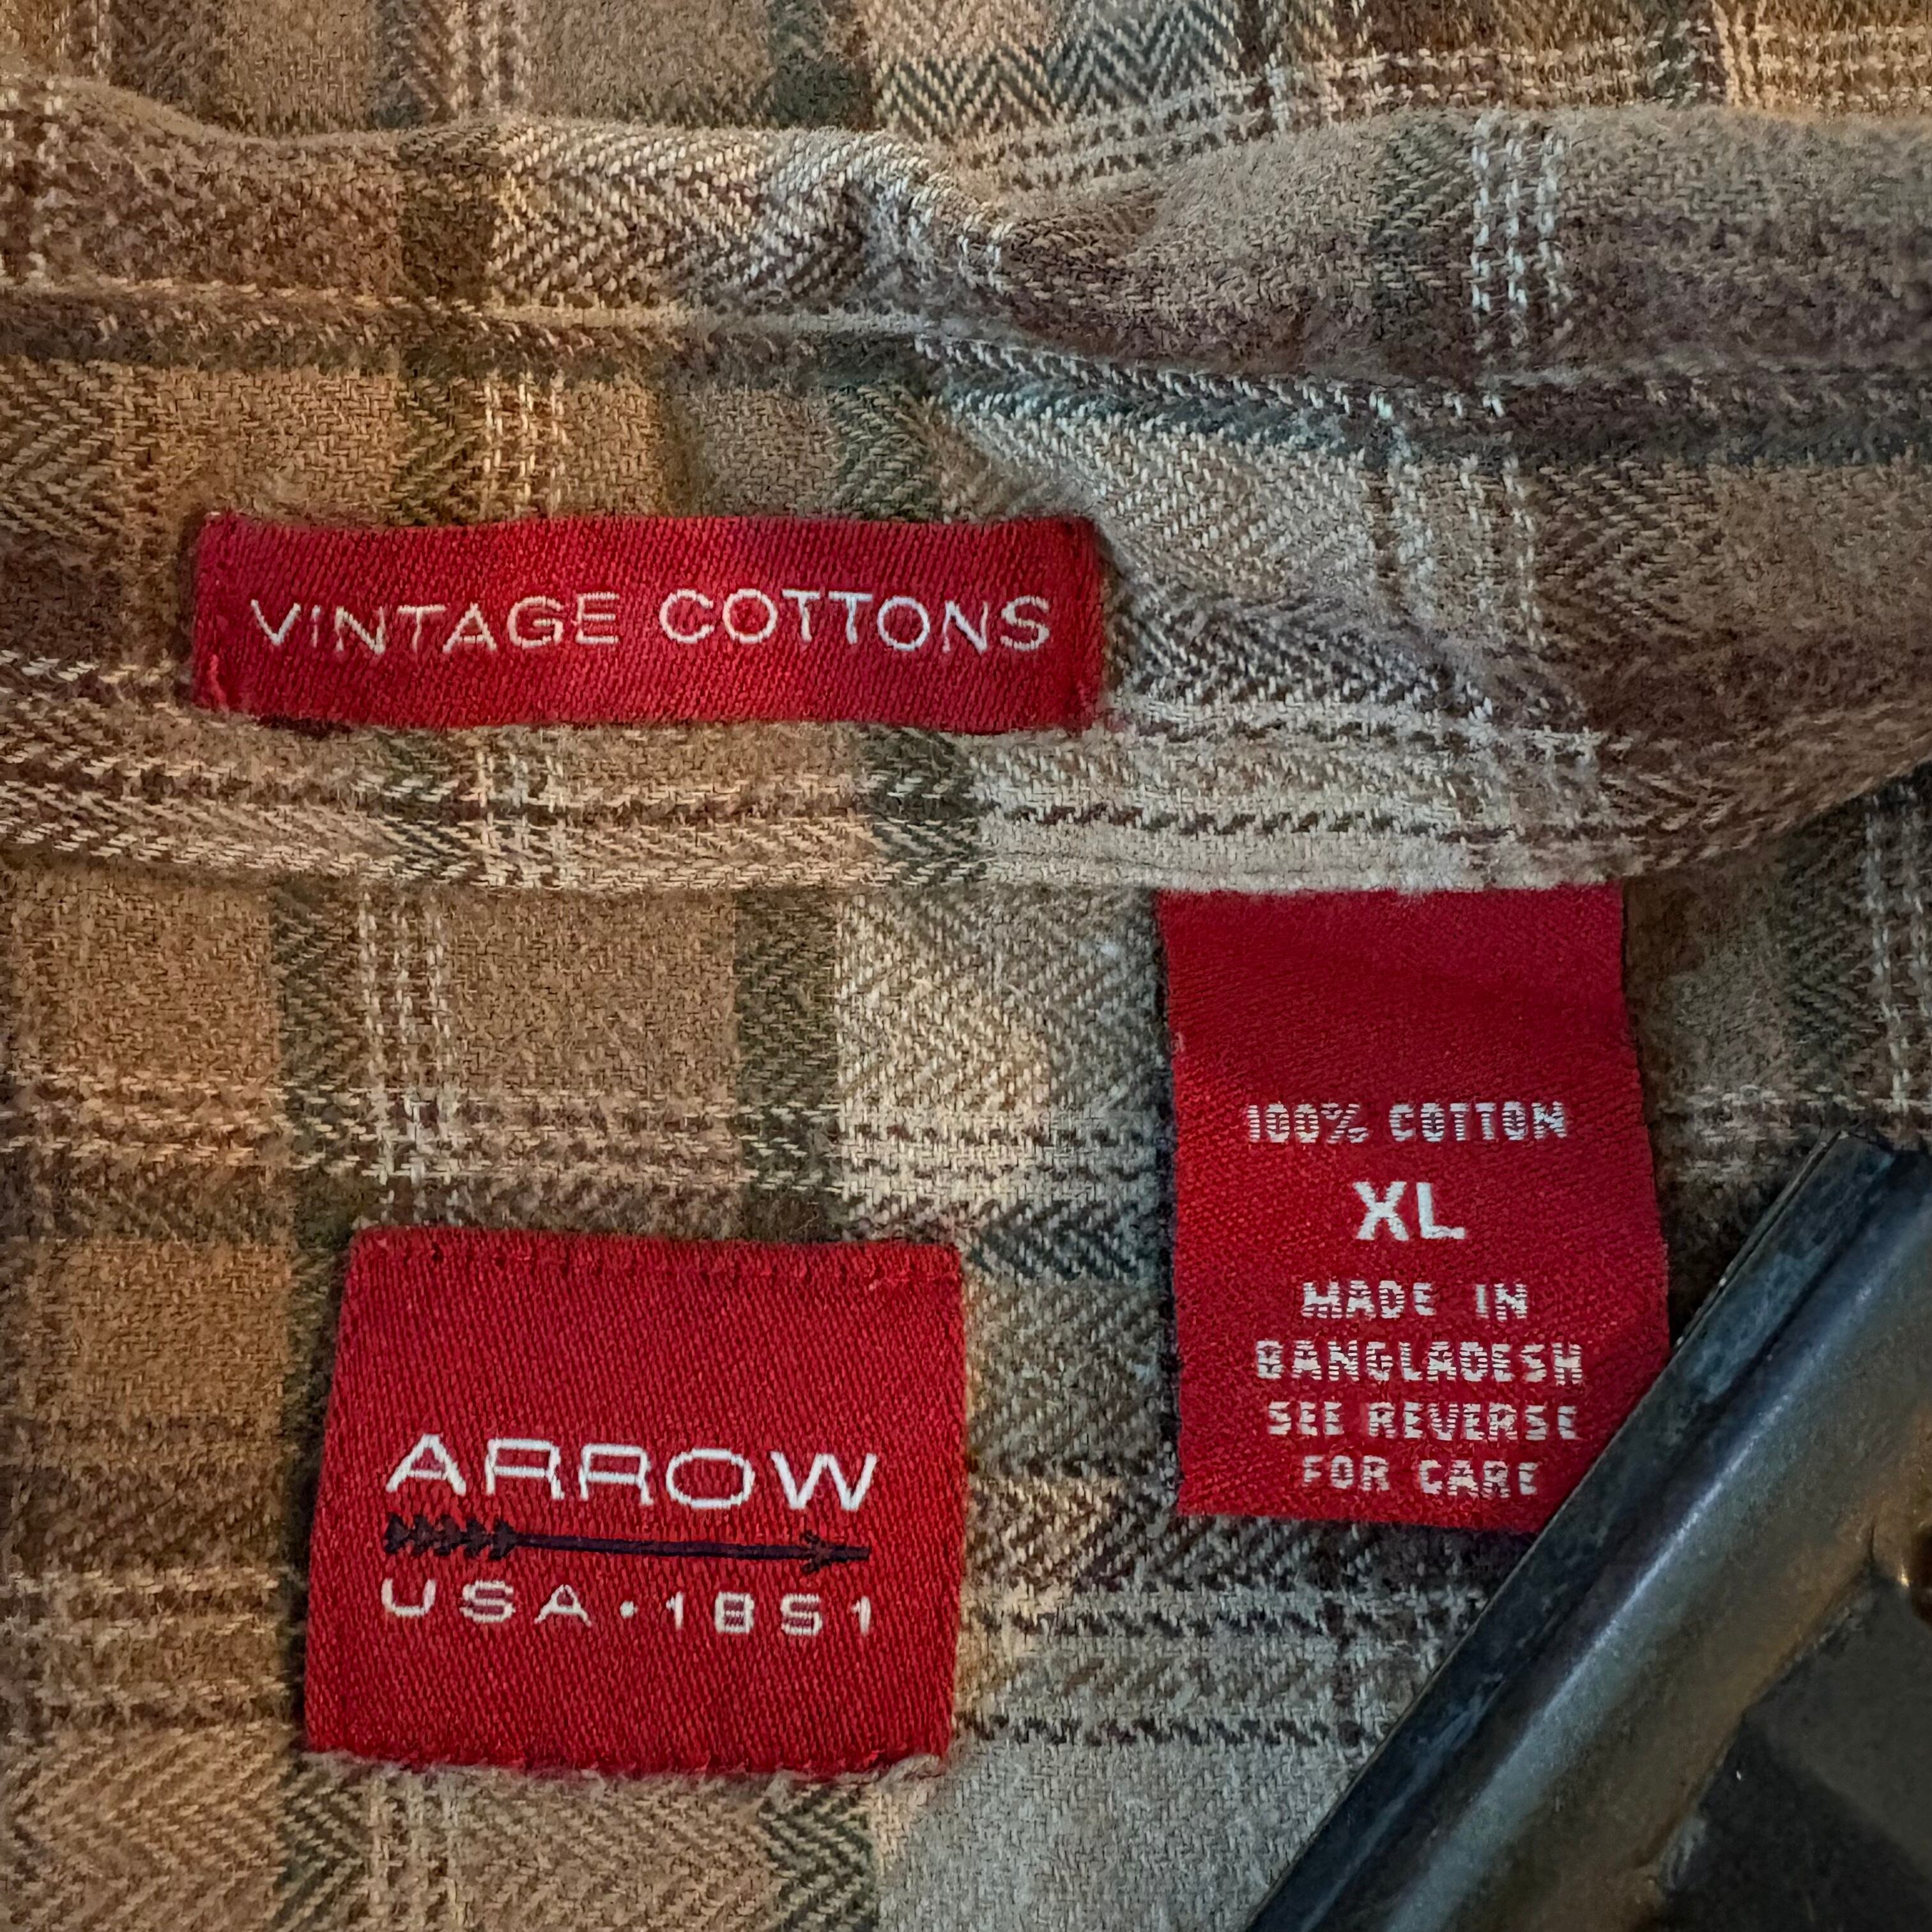 VINTAGE COTTONS
100% COTTON
XL
MADE IN
BANGLADESH
SEE REVERSE
FOR CARE
ARROW
USA·1851